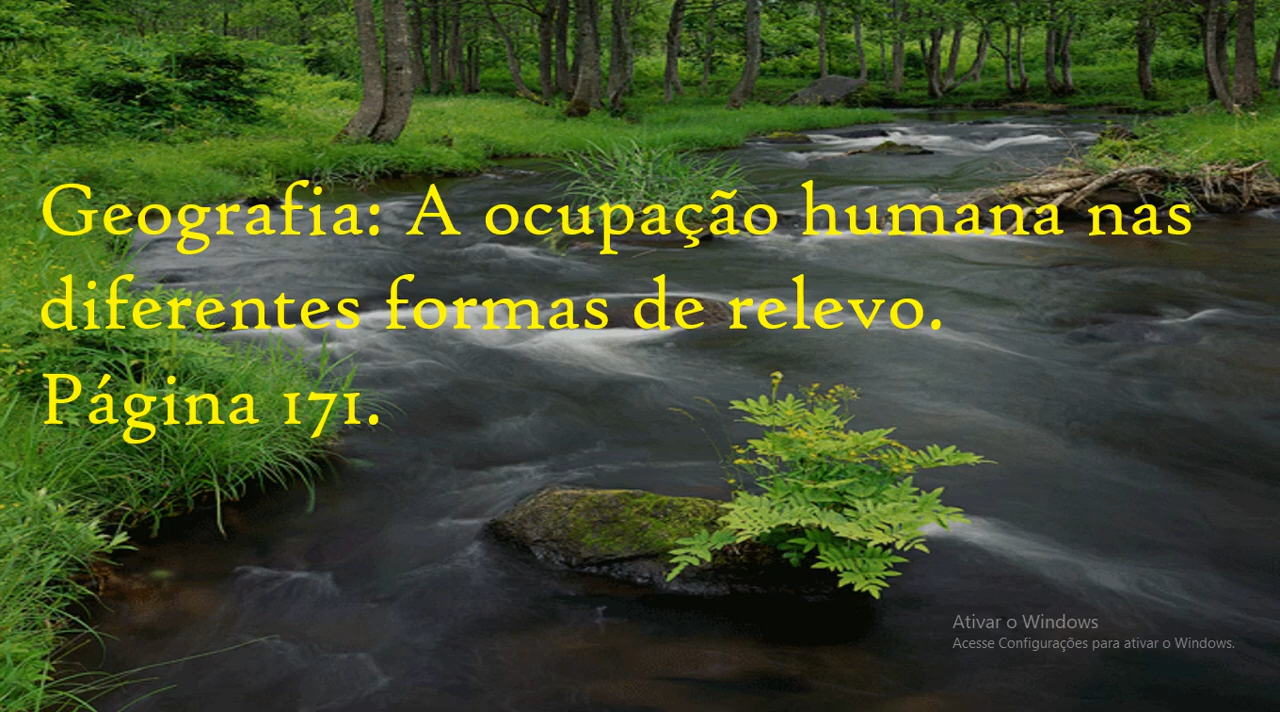 Geografia: A ocupação humana nas
diferentes formas de relevo.
Página 171.
Ativar o Windows
Acesse Configurações para ativar o Windows.